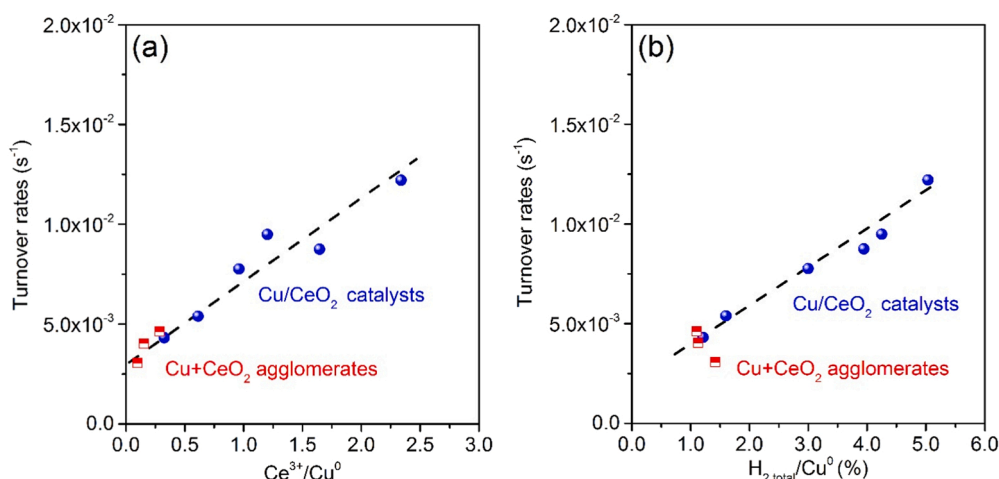 (a)
2.0x10⁻²
1.5x10⁻²
1.0x10⁻²
5.0x10⁻³
0.0
Turnover rates (s⁻¹)
Cu/CeO₂ catalysts
Cu+CeO₂ agglomerates
0.0 0.5 1.0 1.5 2.0 2.5 3.0
Ce³⁺/Cu⁰
(b)
2.0x10⁻²
1.5x10⁻²
1.0x10⁻²
5.0x10⁻³
0.0
Turnover rates (s⁻¹)
Cu/CeO₂ catalysts
Cu+CeO₂ agglomerates
0.0 1.0 2.0 3.0 4.0 5.0 6.0
H₂ total/Cu⁰ (%)